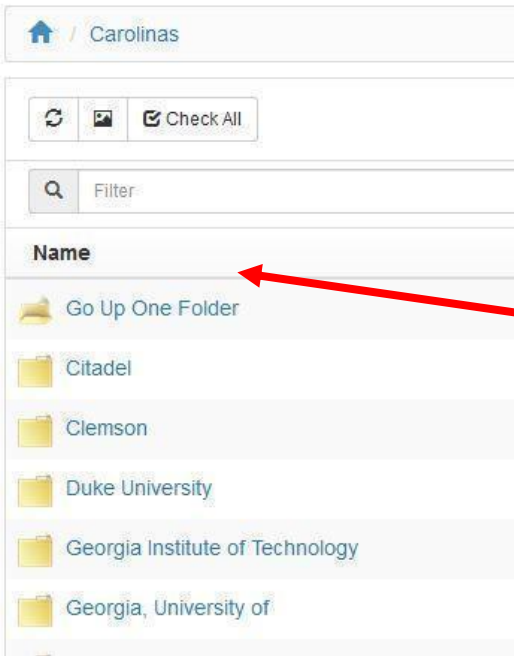 / Carolinas
Check All
Filter
Name
Go Up One Folder
Citadel
Clemson
Duke University
Georgia Institute of Technology
Georgia, University of